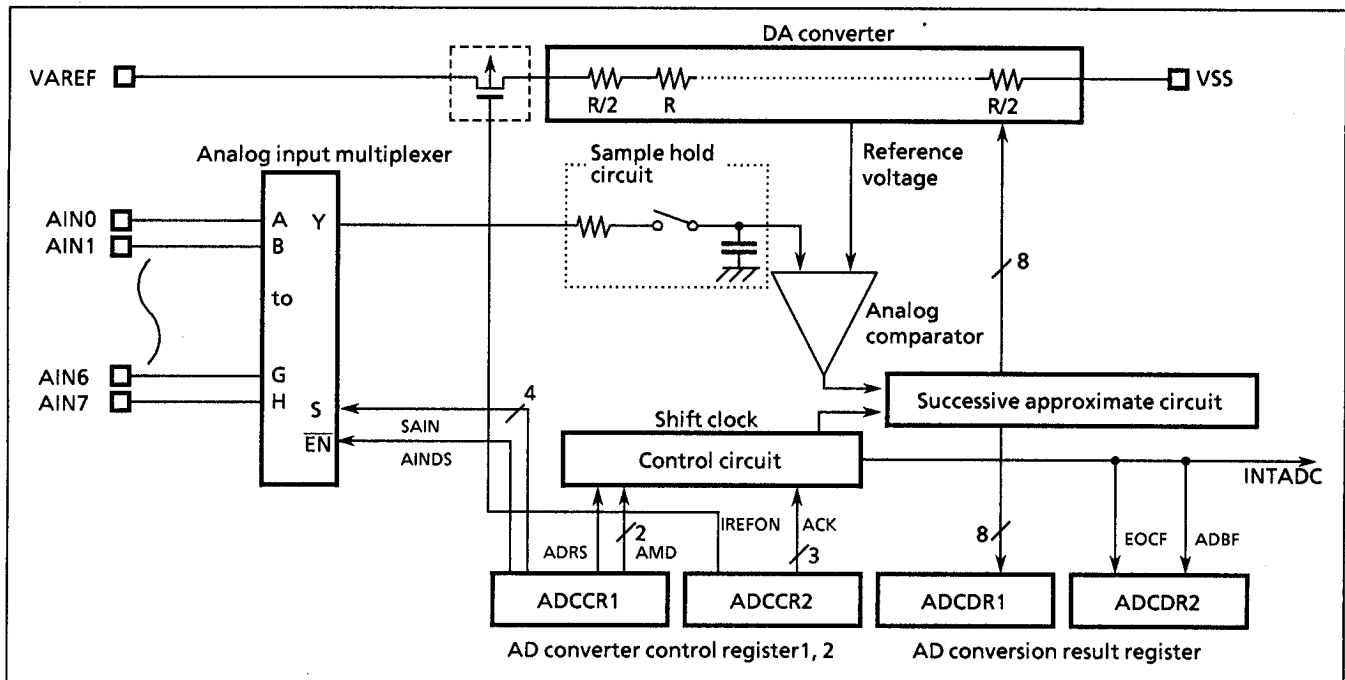 DA converter
VAREF
R/2
R
R/2
VSS
Analog input multiplexer
Sample hold
circuit
Reference
voltage
AIN0
AIN1
AIN6
AIN7
A
B
to
G
H
Y
S
EN
8
Analog
comparator
4
SAIN
AINDS
Shift clock
Control circuit
Successive approximate circuit
INTADC
ADRS
2
AMD
IREFON
ACK
3
8
EOCF
ADBF
ADCCR1
ADCCR2
ADCDR1
ADCDR2
AD converter control register1, 2
AD conversion result register